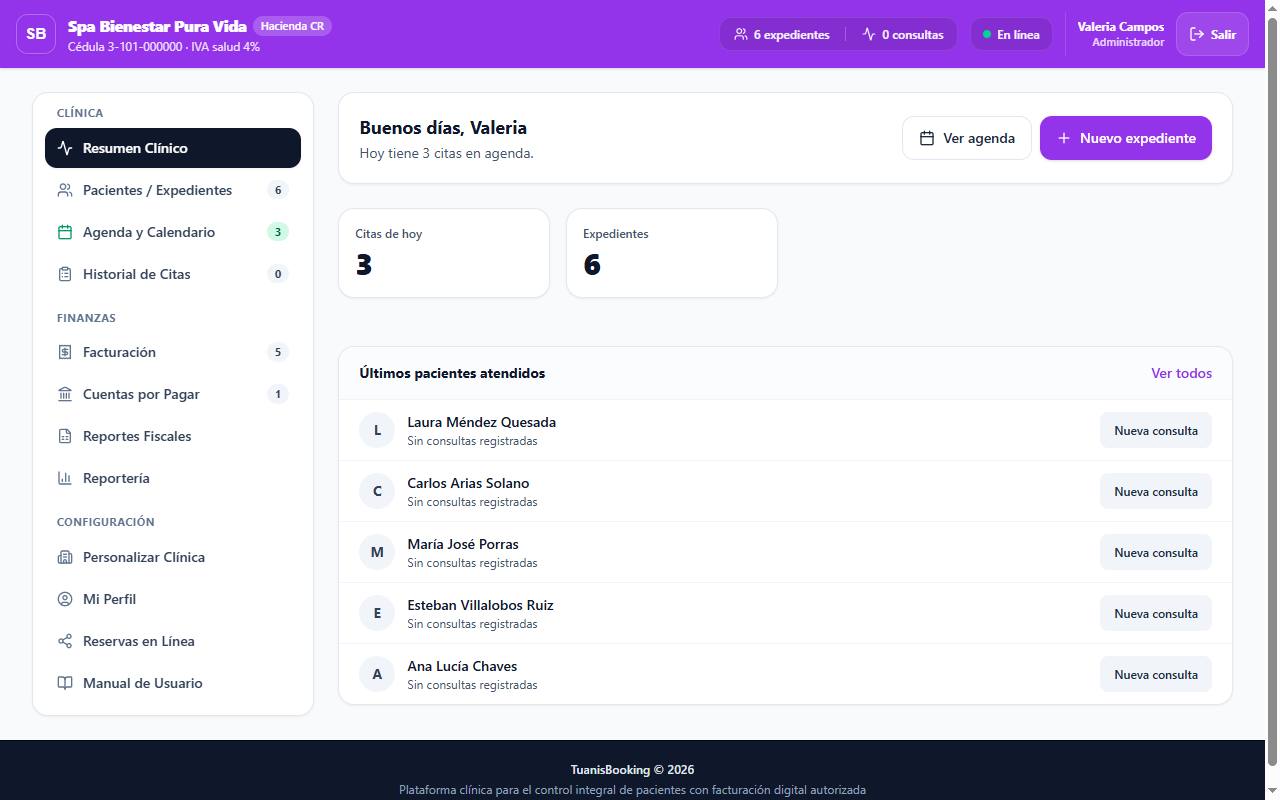 SB
Spa Bienestar Pura Vida
Hacienda CR
Cédula 3-101-000000 · IVA salud 4%
6 expedientes
0 consultas
En línea
Valeria Campos
Administrador
Salir
CLÍNICA
Resumen Clínico
Pacientes / Expedientes 6
Agenda y Calendario 3
Historial de Citas 0
FINANZAS
Facturación 5
Cuentas por Pagar 1
Reportes Fiscales
Reportería
CONFIGURACIÓN
Personalizar Clínica
Mi Perfil
Reservas en Línea
Manual de Usuario
Buenos días, Valeria
Hoy tiene 3 citas en agenda.
Ver agenda
Nuevo expediente
Citas de hoy
3
Expedientes
6
Últimos pacientes atendidos
Ver todos
L
Laura Méndez Quesada
Sin consultas registradas
Nueva consulta
C
Carlos Arias Solano
Sin consultas registradas
Nueva consulta
M
María José Porras
Sin consultas registradas
Nueva consulta
E
Esteban Villalobos Ruiz
Sin consultas registradas
Nueva consulta
A
Ana Lucía Chaves
Sin consultas registradas
Nueva consulta
TuanisBooking © 2026
Plataforma clínica para el control integral de pacientes con facturación digital autorizada